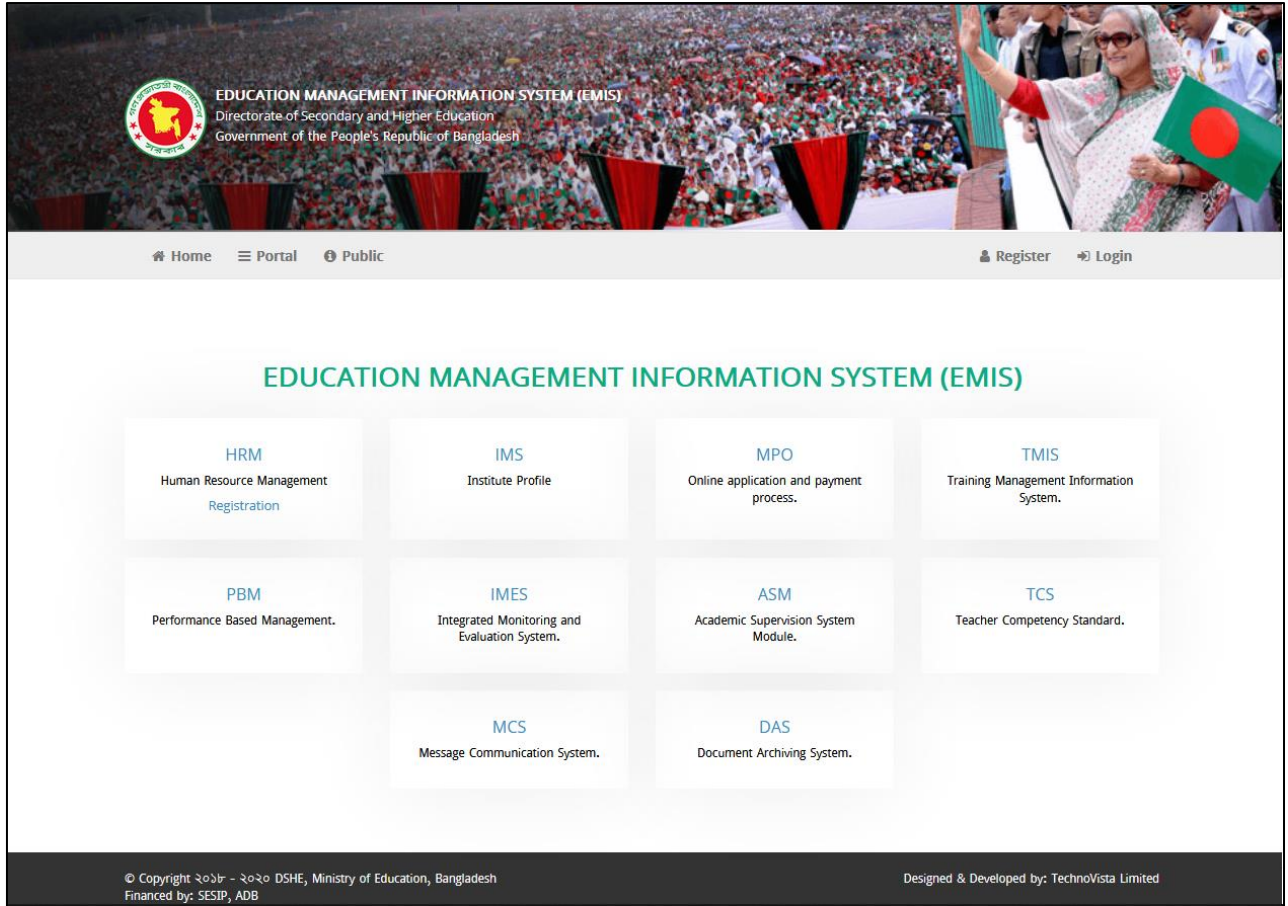 গণপ্রজাতন্ত্রী বাংলাদেশ
সরকার
EDUCATION MANAGEMENT INFORMATION SYSTEM (EMIS)
Directorate of Secondary and Higher Education
Government of the People's Republic of Bangladesh
Home Portal Public Register Login
EDUCATION MANAGEMENT INFORMATION SYSTEM (EMIS)
HRM
Human Resource Management
Registration
IMS
Institute Profile
MPO
Online application and payment
process.
TMIS
Training Management Information
System.
PBM
Performance Based Management.
IMES
Integrated Monitoring and
Evaluation System.
ASM
Academic Supervision System
Module.
TCS
Teacher Competency Standard.
MCS
Message Communication System.
DAS
Document Archiving System.
© Copyright ২০১৮ - ২০২০ DSHE, Ministry of Education, Bangladesh
Financed by: SESIP, ADB
Designed & Developed by: TechnoVista Limited